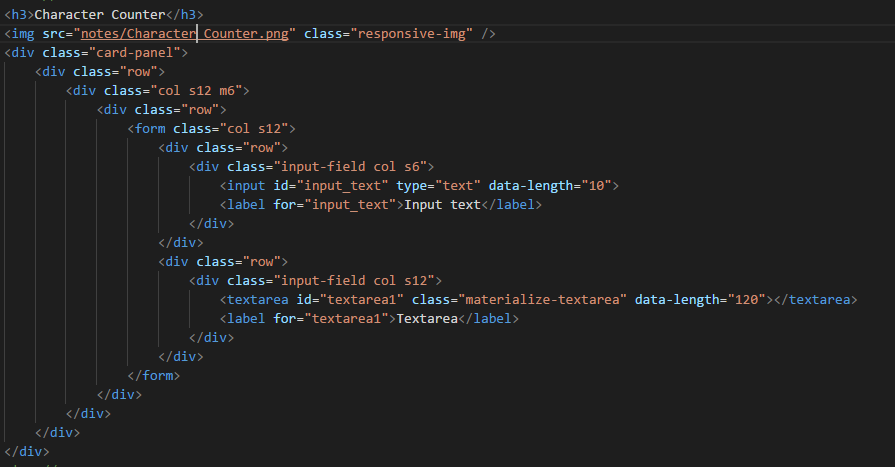 <h3>Character Counter</h3>
<img src="notes/Character Counter.png" class="responsive-img" />
<div class="card-panel">
<div class="row">
<div class="col s12 m6">
<div class="row">
<form class="col s12">
<div class="row">
<div class="input-field col s6">
<input id="input_text" type="text" data-length="10">
<label for="input_text">Input text</label>
</div>
</div>
<div class="row">
<div class="input-field col s12">
<textarea id="textarea1" class="materialize-textarea" data-length="120"></textarea>
<label for="textarea1">Textarea</label>
</div>
</div>
</form>
</div>
</div>
</div>
</div>